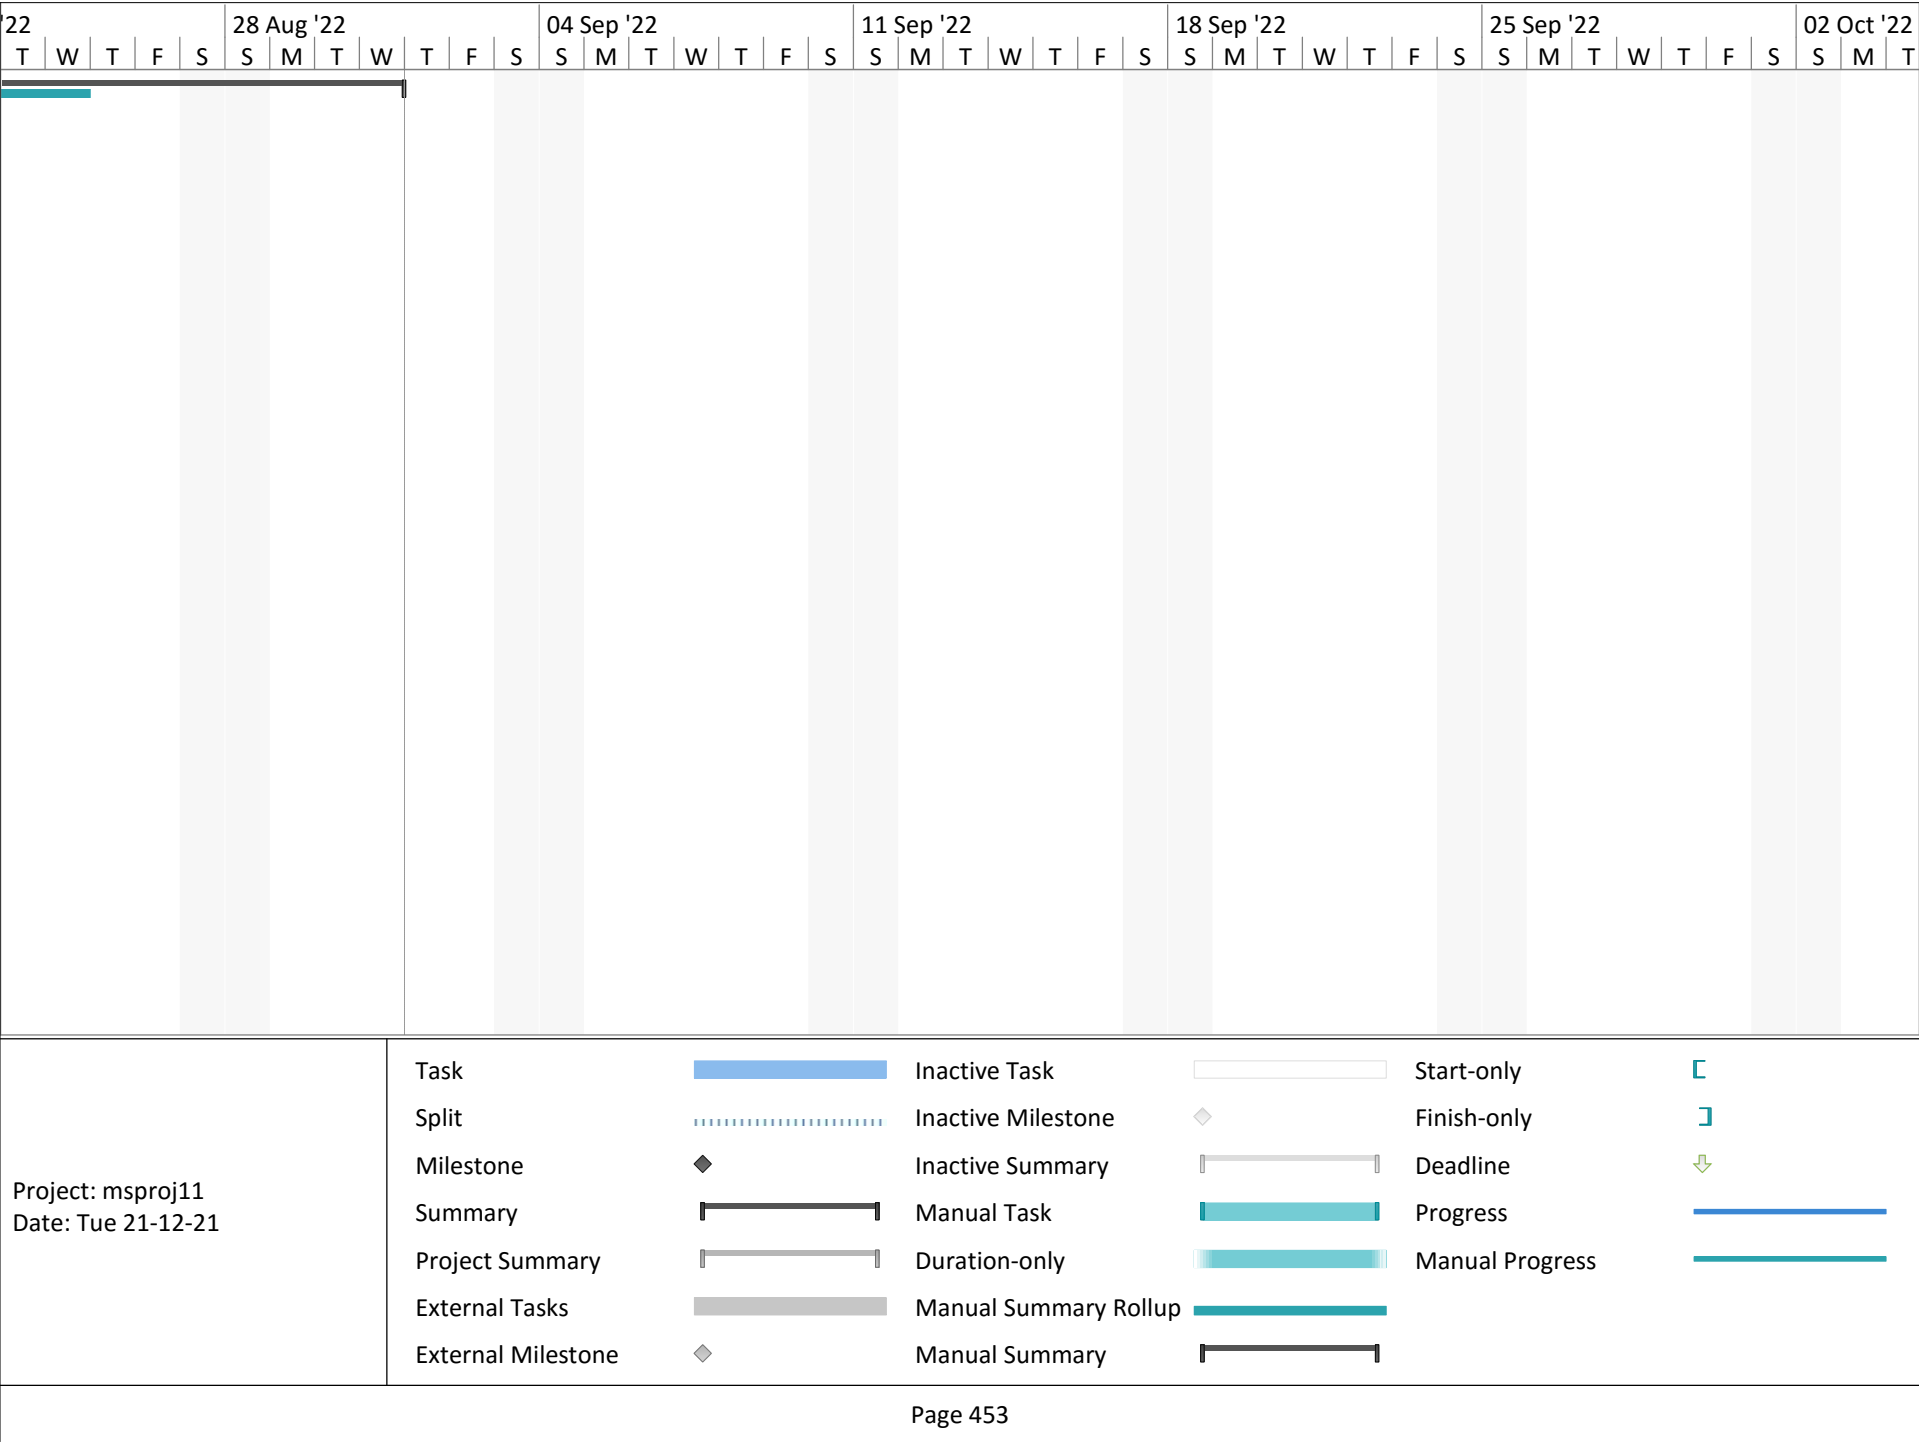 '22 28 Aug '22 04 Sep '22 11 Sep '22 18 Sep '22 25 Sep '22 02 Oct '22
T W T F S S M T W T F S S M T W T F S S M T W T F S S M T W T F S S M T W T F S S M T
Task Inactive Task Start-only
Split Inactive Milestone Finish-only
Milestone Inactive Summary Deadline
Summary Manual Task Progress
Project Summary Duration-only Manual Progress
External Tasks Manual Summary Rollup
External Milestone Manual Summary
Project: msproj11
Date: Tue 21-12-21
Page 453